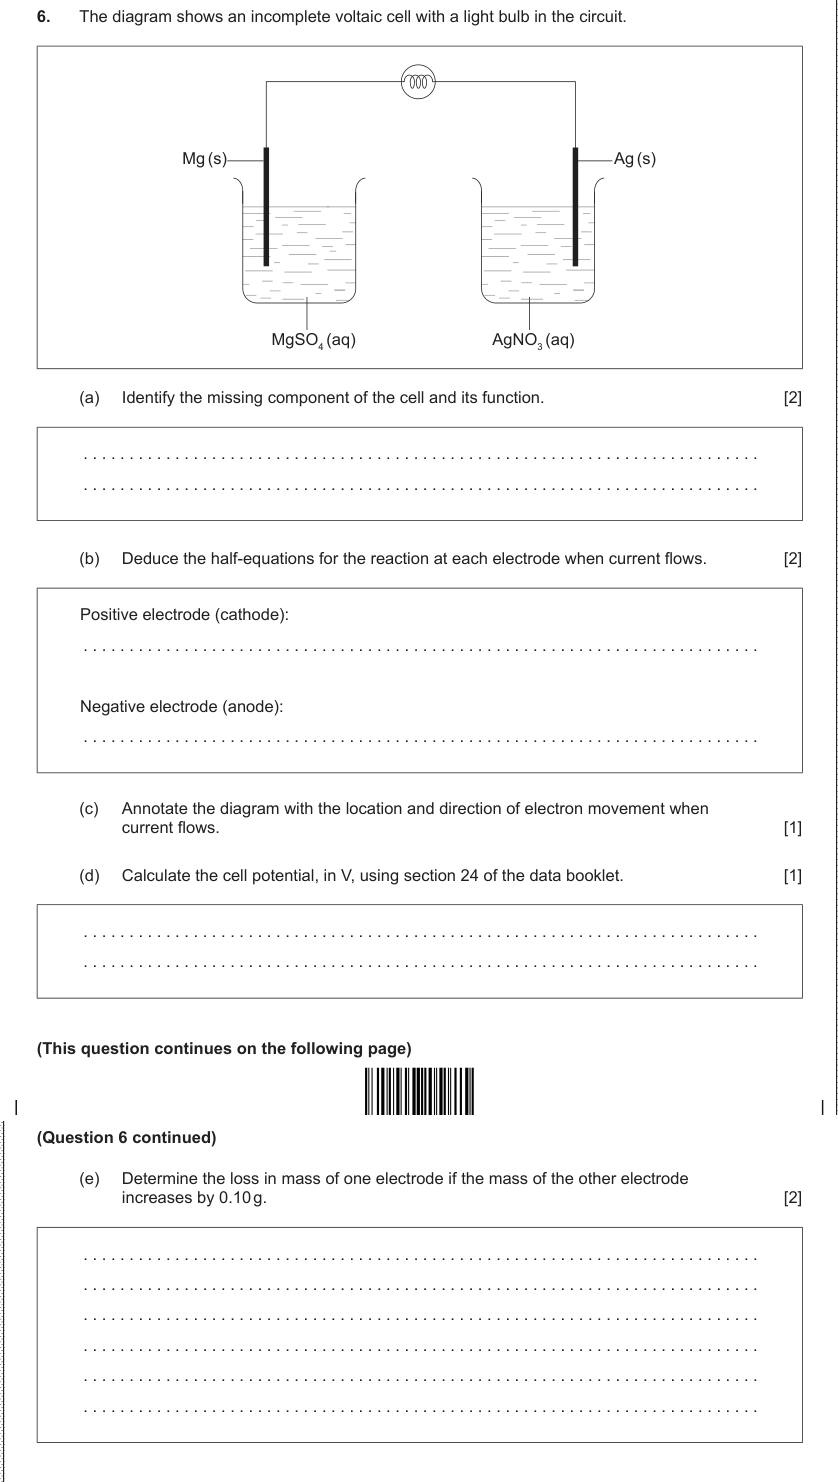 6. The diagram shows an incomplete voltaic cell with a light bulb in the circuit.
Mg (s)
Ag (s)
MgSO₄ (aq)
AgNO₃ (aq)
(a) Identify the missing component of the cell and its function. [2]
(b) Deduce the half-equations for the reaction at each electrode when current flows. [2]
Positive electrode (cathode):
Negative electrode (anode):
(c) Annotate the diagram with the location and direction of electron movement when
current flows. [1]
(d) Calculate the cell potential, in V, using section 24 of the data booklet. [1]
(This question continues on the following page)
(Question 6 continued)
(e) Determine the loss in mass of one electrode if the mass of the other electrode
increases by 0.10 g. [2]